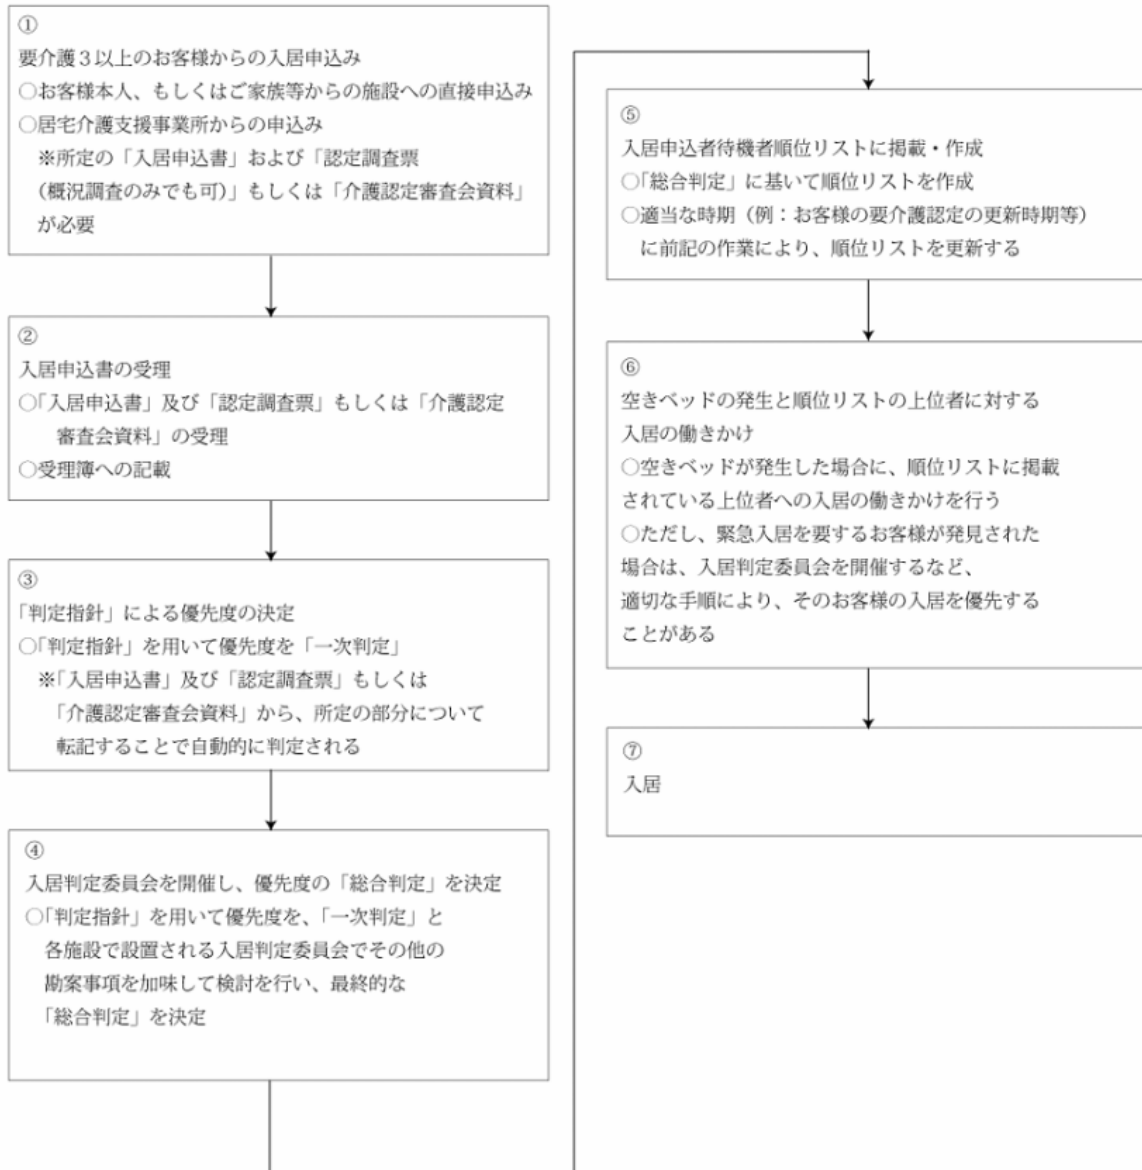 ①
要介護３以上のお客様からの入居申込み
○お客様本人、もしくはご家族等からの施設への直接申込み
○居宅介護支援事業所からの申込み
※所定の「入居申込書」および「認定調査票
（概況調査のみでも可）」もしくは「介護認定審査会資料」
が必要
②
入居申込書の受理
○「入居申込書」及び「認定調査票」もしくは「介護認定
審査会資料」の受理
○受理簿への記載
③
「判定指針」による優先度の決定
○「判定指針」を用いて優先度を「一次判定」
※「入居申込書」及び「認定調査票」もしくは
「介護認定審査会資料」から、所定の部分について
転記することで自動的に判定される
④
入居判定委員会を開催し、優先度の「総合判定」を決定
○「判定指針」を用いて優先度を、「一次判定」と
各施設で設置される入居判定委員会でその他の
勘案事項を加味して検討を行い、最終的な
「総合判定」を決定
⑤
入居申込者待機者順位リストに掲載・作成
○「総合判定」に基いて順位リストを作成
○適当な時期（例：お客様の要介護認定の更新時期等）
に前記の作業により、順位リストを更新する
⑥
空きベッドの発生と順位リストの上位者に対する
入居の働きかけ
○空きベッドが発生した場合に、順位リストに掲載
されている上位者への入居の働きかけを行う
○ただし、緊急入居を要するお客様が発見された
場合は、入居判定委員会を開催するなど、
適切な手順により、そのお客様の入居を優先する
ことがある
⑦
入居